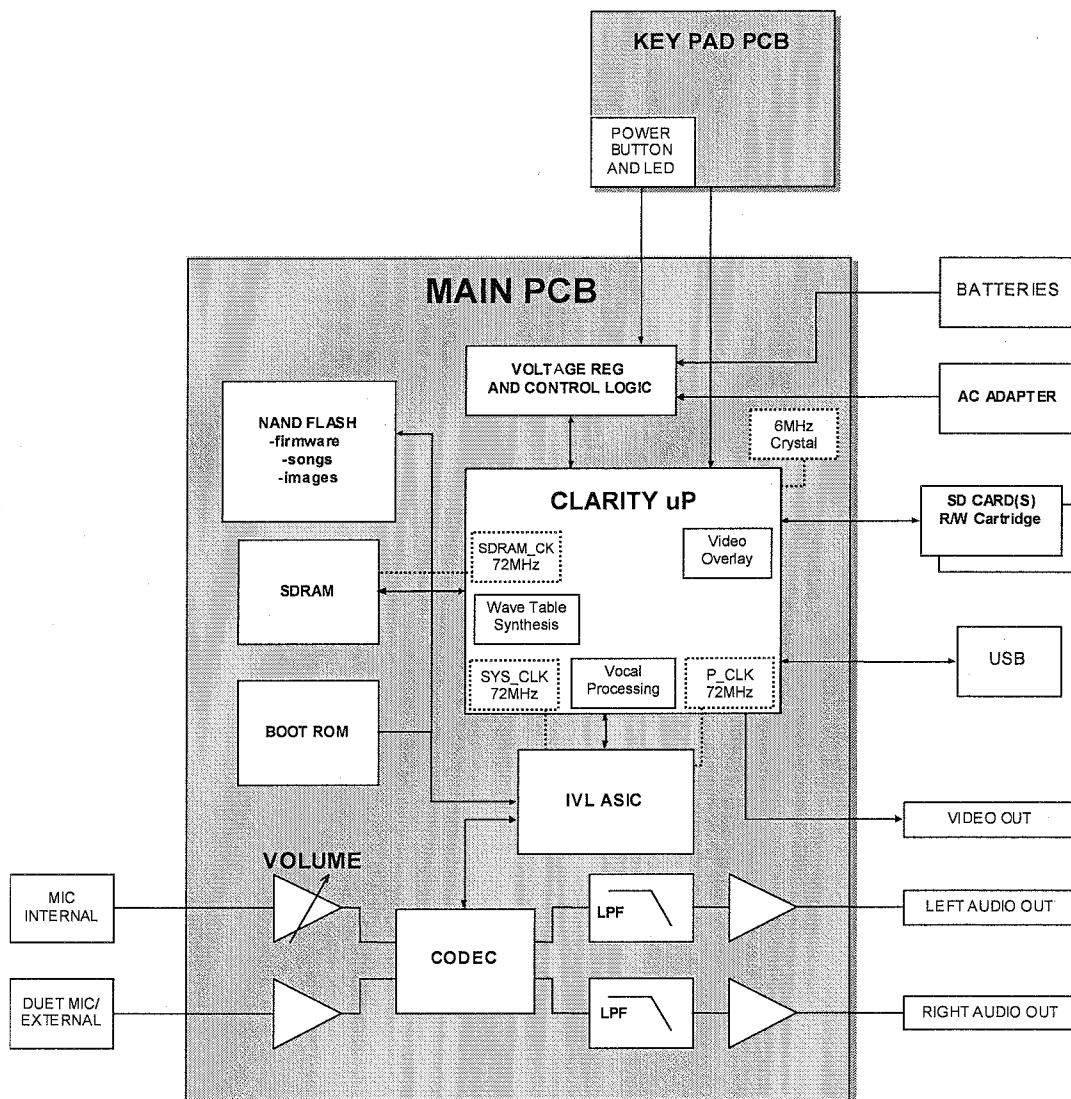 KEY PAD PCB
POWER
BUTTON
AND LED
MAIN PCB
BATTERIES
VOLTAGE REG
AND CONTROL LOGIC
AC ADAPTER
NAND FLASH
-firmware
-songs
-images
6MHz
Crystal
CLARITY uP
SD CARD(S)
R/W Cartridge
SDRAM_CK
72MHz
Video
Overlay
SDRAM
Wave Table
Synthesis
USB
SYS_CLK
72MHz
Vocal
Processing
P_CLK
72MHz
BOOT ROM
IVL ASIC
VIDEO OUT
VOLUME
MIC
INTERNAL
LPF
LEFT AUDIO OUT
CODEC
DUET MIC/
EXTERNAL
LPF
RIGHT AUDIO OUT